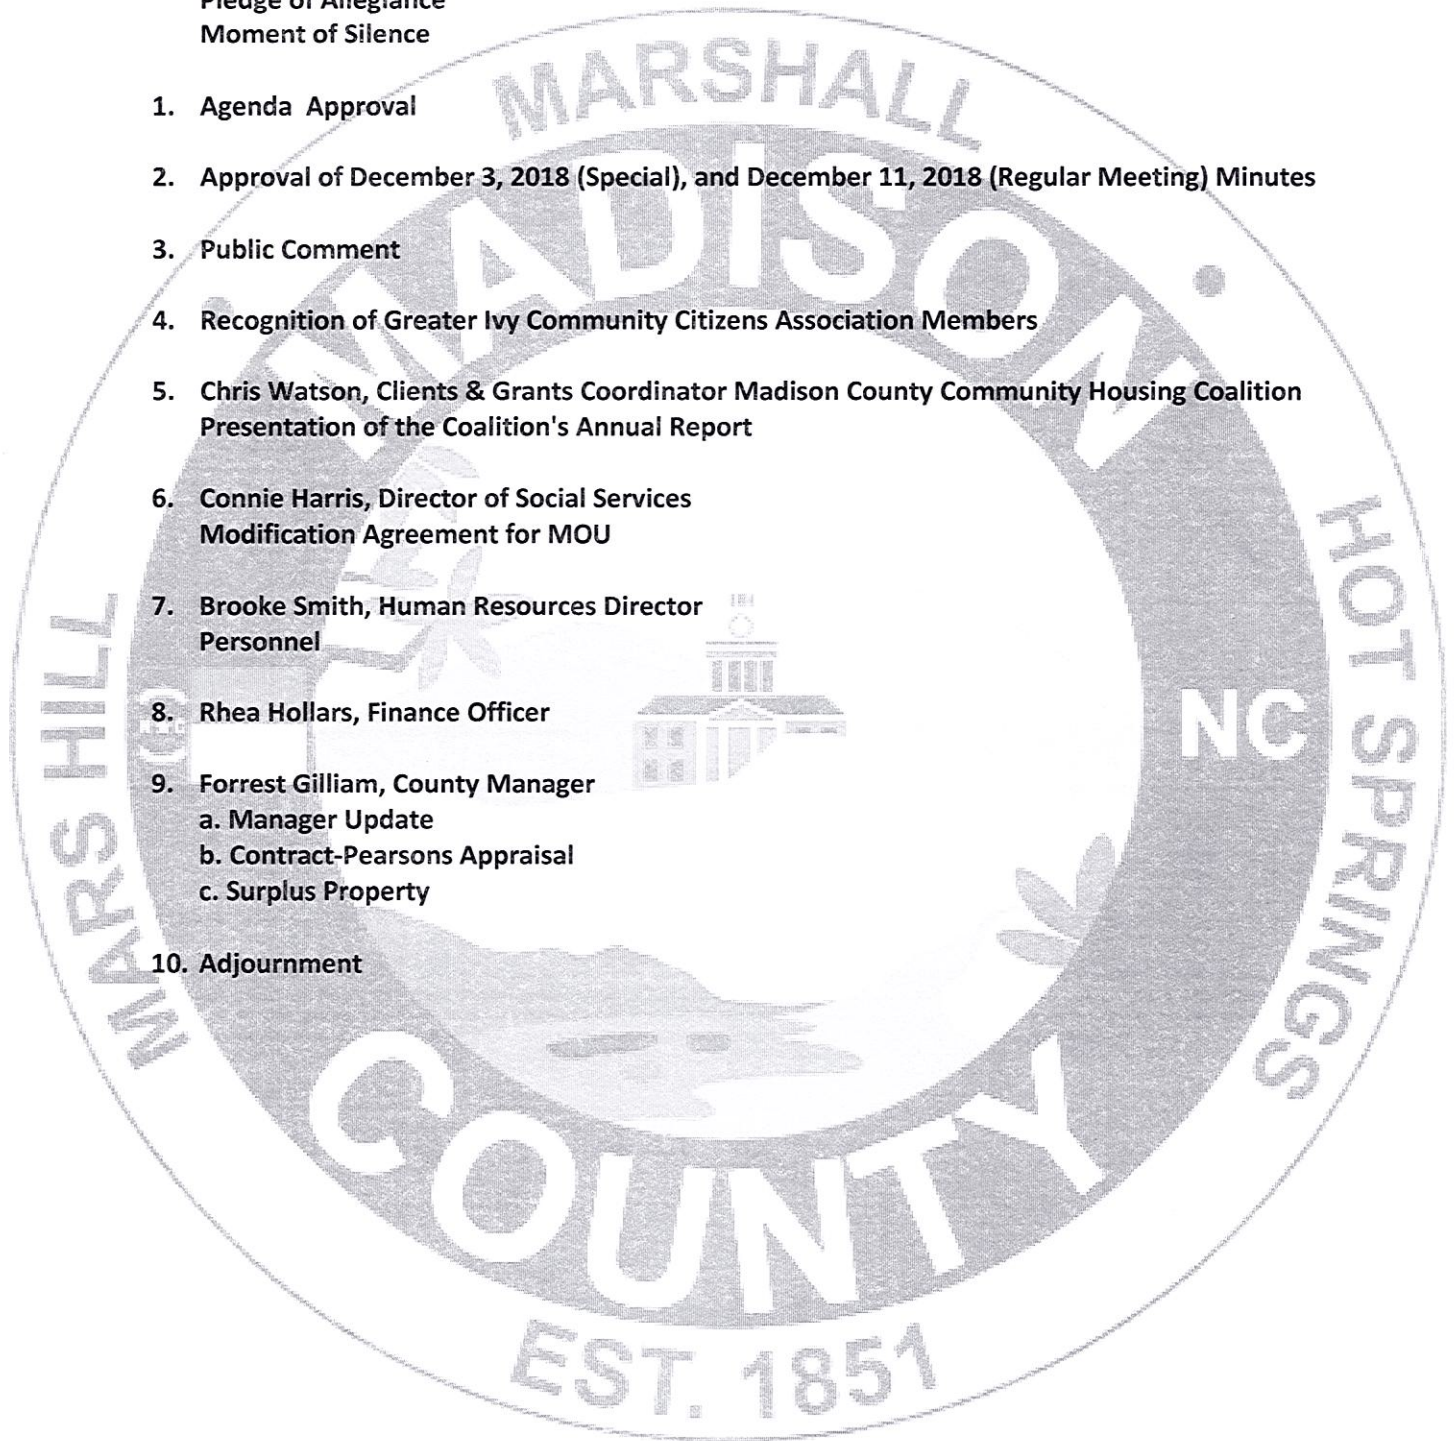 Pledge of Allegiance
Moment of Silence
1. Agenda Approval
2. Approval of December 3, 2018 (Special), and December 11, 2018 (Regular Meeting) Minutes
3. Public Comment
4. Recognition of Greater Ivy Community Citizens Association Members
5. Chris Watson, Clients & Grants Coordinator Madison County Community Housing Coalition
Presentation of the Coalition's Annual Report
6. Connie Harris, Director of Social Services
Modification Agreement for MOU
7. Brooke Smith, Human Resources Director
Personnel
8. Rhea Hollars, Finance Officer
9. Forrest Gilliam, County Manager
a. Manager Update
b. Contract-Pearsons Appraisal
c. Surplus Property
10. Adjournment
MARSHALL
MADISON
MARS HILL
HOT SPRINGS
NC
COUNTY
EST. 1851